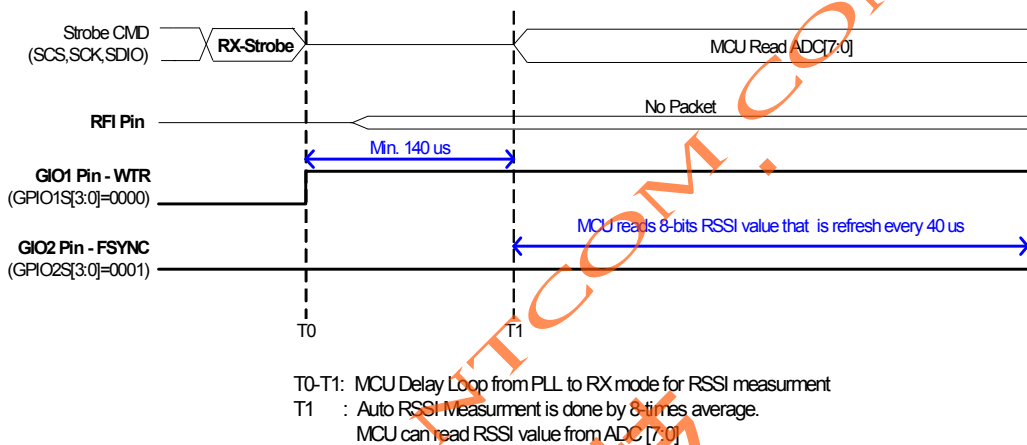 Strobe CMD
(SCS,SCK,SDIO)
RX-Strobe
MCU Read ADC[7:0]
RFI Pin
No Packet
Min. 140 us
GIO1 Pin - WTR
(GPIO1S[3:0]=0000)
MCU reads 8-bits RSSI value that is refresh every 40 us
GIO2 Pin - FSYNC
(GPIO2S[3:0]=0001)
T0
T1
T0-T1: MCU Delay Loop from PLL to RX mode for RSSI measurment
T1 : Auto RSSI Measurment is done by 8-times average.
MCU can read RSSI value from ADC [7:0]
NTCOM CO.